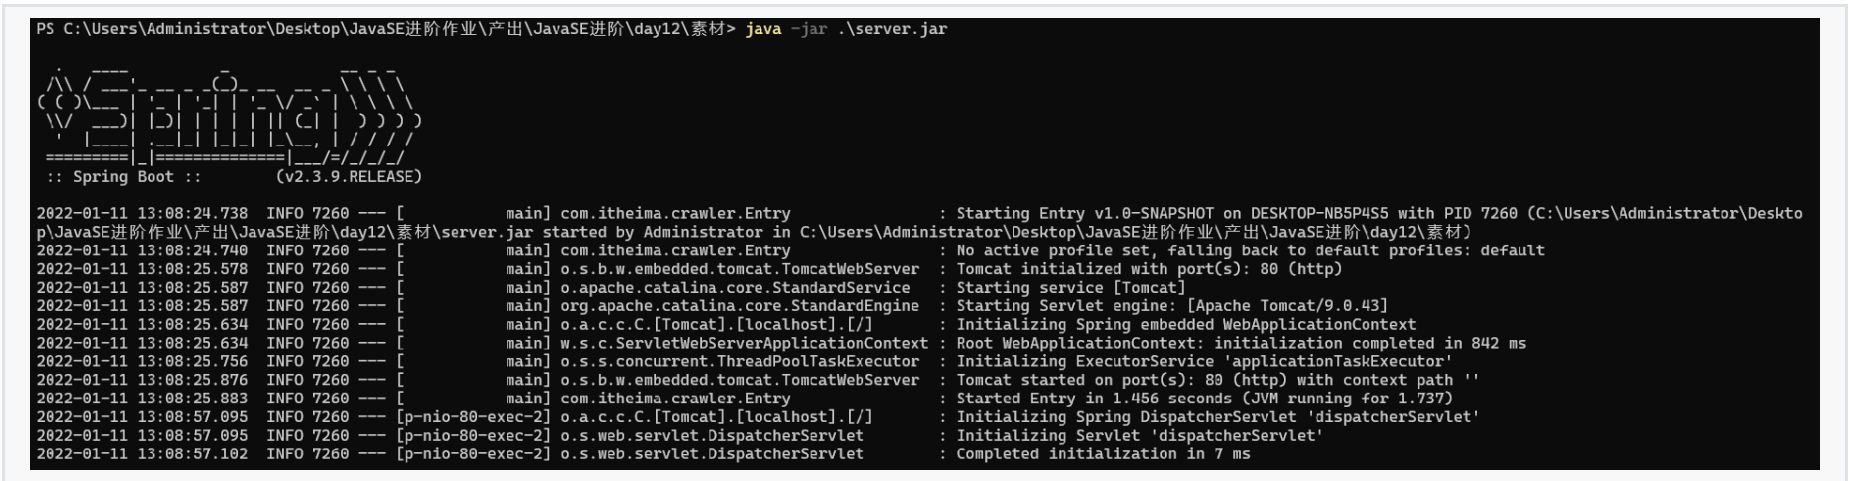 PS C:\Users\Administrator\Desktop\JavaSE进阶作业\产出\JavaSE进阶\day12\素材> java -jar .\server.jar
  .   ____          _            __ _ _
 /\\ / ___'_ __ _ _(_)_ __  __ _ \ \ \ \
( ( )\___ | '_ | '_| | '_ \/ _` | \ \ \ \
 \\/  ___)| |_)| | | | | || (_| |  ) ) ) )
  '  |____| .__|_| |_|_| |_\__, | / / / /
 =========|_|==============|___/=/_/_/_/
 :: Spring Boot ::        (v2.3.9.RELEASE)
2022-01-11 13:08:24.738  INFO 7260 --- [           main] com.itheima.crawler.Entry                : Starting Entry v1.0-SNAPSHOT on DESKTOP-NB5P4S5 with PID 7260 (C:\Users\Administrator\Deskto
p\JavaSE进阶作业\产出\JavaSE进阶\day12\素材\server.jar started by Administrator in C:\Users\Administrator\Desktop\JavaSE进阶作业\产出\JavaSE进阶\day12\素材)
2022-01-11 13:08:24.740  INFO 7260 --- [           main] com.itheima.crawler.Entry                : No active profile set, falling back to default profiles: default
2022-01-11 13:08:25.578  INFO 7260 --- [           main] o.s.b.w.embedded.tomcat.TomcatWebServer  : Tomcat initialized with port(s): 80 (http)
2022-01-11 13:08:25.587  INFO 7260 --- [           main] o.apache.catalina.core.StandardService   : Starting service [Tomcat]
2022-01-11 13:08:25.587  INFO 7260 --- [           main] org.apache.catalina.core.StandardEngine  : Starting Servlet engine: [Apache Tomcat/9.0.43]
2022-01-11 13:08:25.634  INFO 7260 --- [           main] o.a.c.c.C.[Tomcat].[localhost].[/]       : Initializing Spring embedded WebApplicationContext
2022-01-11 13:08:25.634  INFO 7260 --- [           main] w.s.c.ServletWebServerApplicationContext : Root WebApplicationContext: initialization completed in 842 ms
2022-01-11 13:08:25.756  INFO 7260 --- [           main] o.s.s.concurrent.ThreadPoolTaskExecutor  : Initializing ExecutorService 'applicationTaskExecutor'
2022-01-11 13:08:25.876  INFO 7260 --- [           main] o.s.b.w.embedded.tomcat.TomcatWebServer  : Tomcat started on port(s): 80 (http) with context path ''
2022-01-11 13:08:25.883  INFO 7260 --- [           main] com.itheima.crawler.Entry                : Started Entry in 1.456 seconds (JVM running for 1.737)
2022-01-11 13:08:57.095  INFO 7260 --- [p-nio-80-exec-2] o.a.c.c.C.[Tomcat].[localhost].[/]       : Initializing Spring DispatcherServlet 'dispatcherServlet'
2022-01-11 13:08:57.095  INFO 7260 --- [p-nio-80-exec-2] o.s.web.servlet.DispatcherServlet        : Initializing Servlet 'dispatcherServlet'
2022-01-11 13:08:57.102  INFO 7260 --- [p-nio-80-exec-2] o.s.web.servlet.DispatcherServlet        : Completed initialization in 7 ms